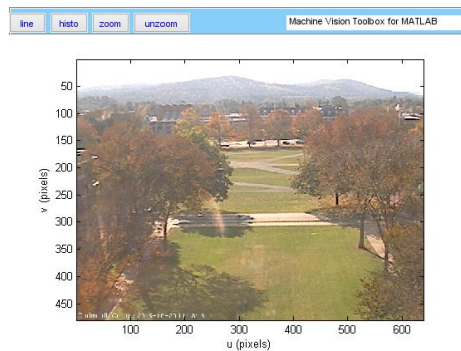 line histo zoom unzoom Machine Vision Toolbox for MATLAB
50
100
150
200
250
300
350
400
450
v (pixels)
100 200 300 400 500 600
u (pixels)